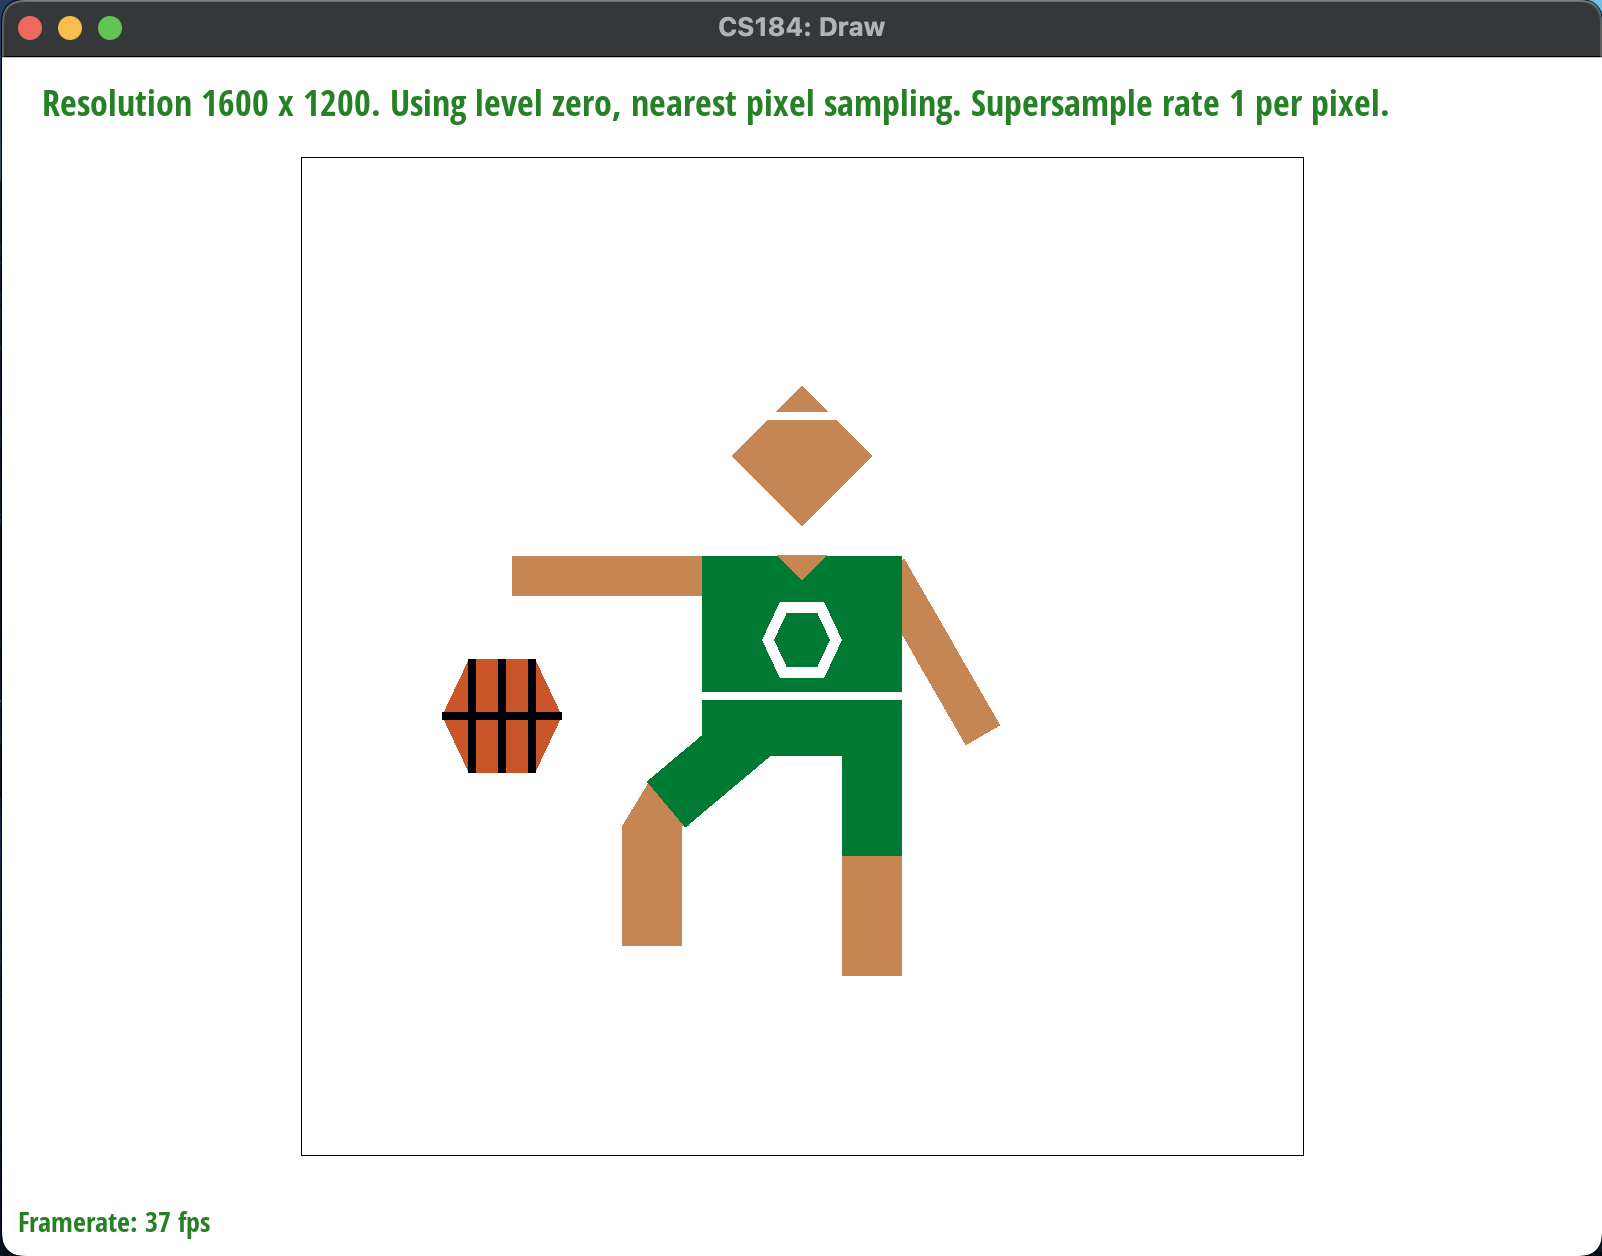 CS184: Draw
Resolution 1600 x 1200. Using level zero, nearest pixel sampling. Supersample rate 1 per pixel.
Framerate: 37 fps